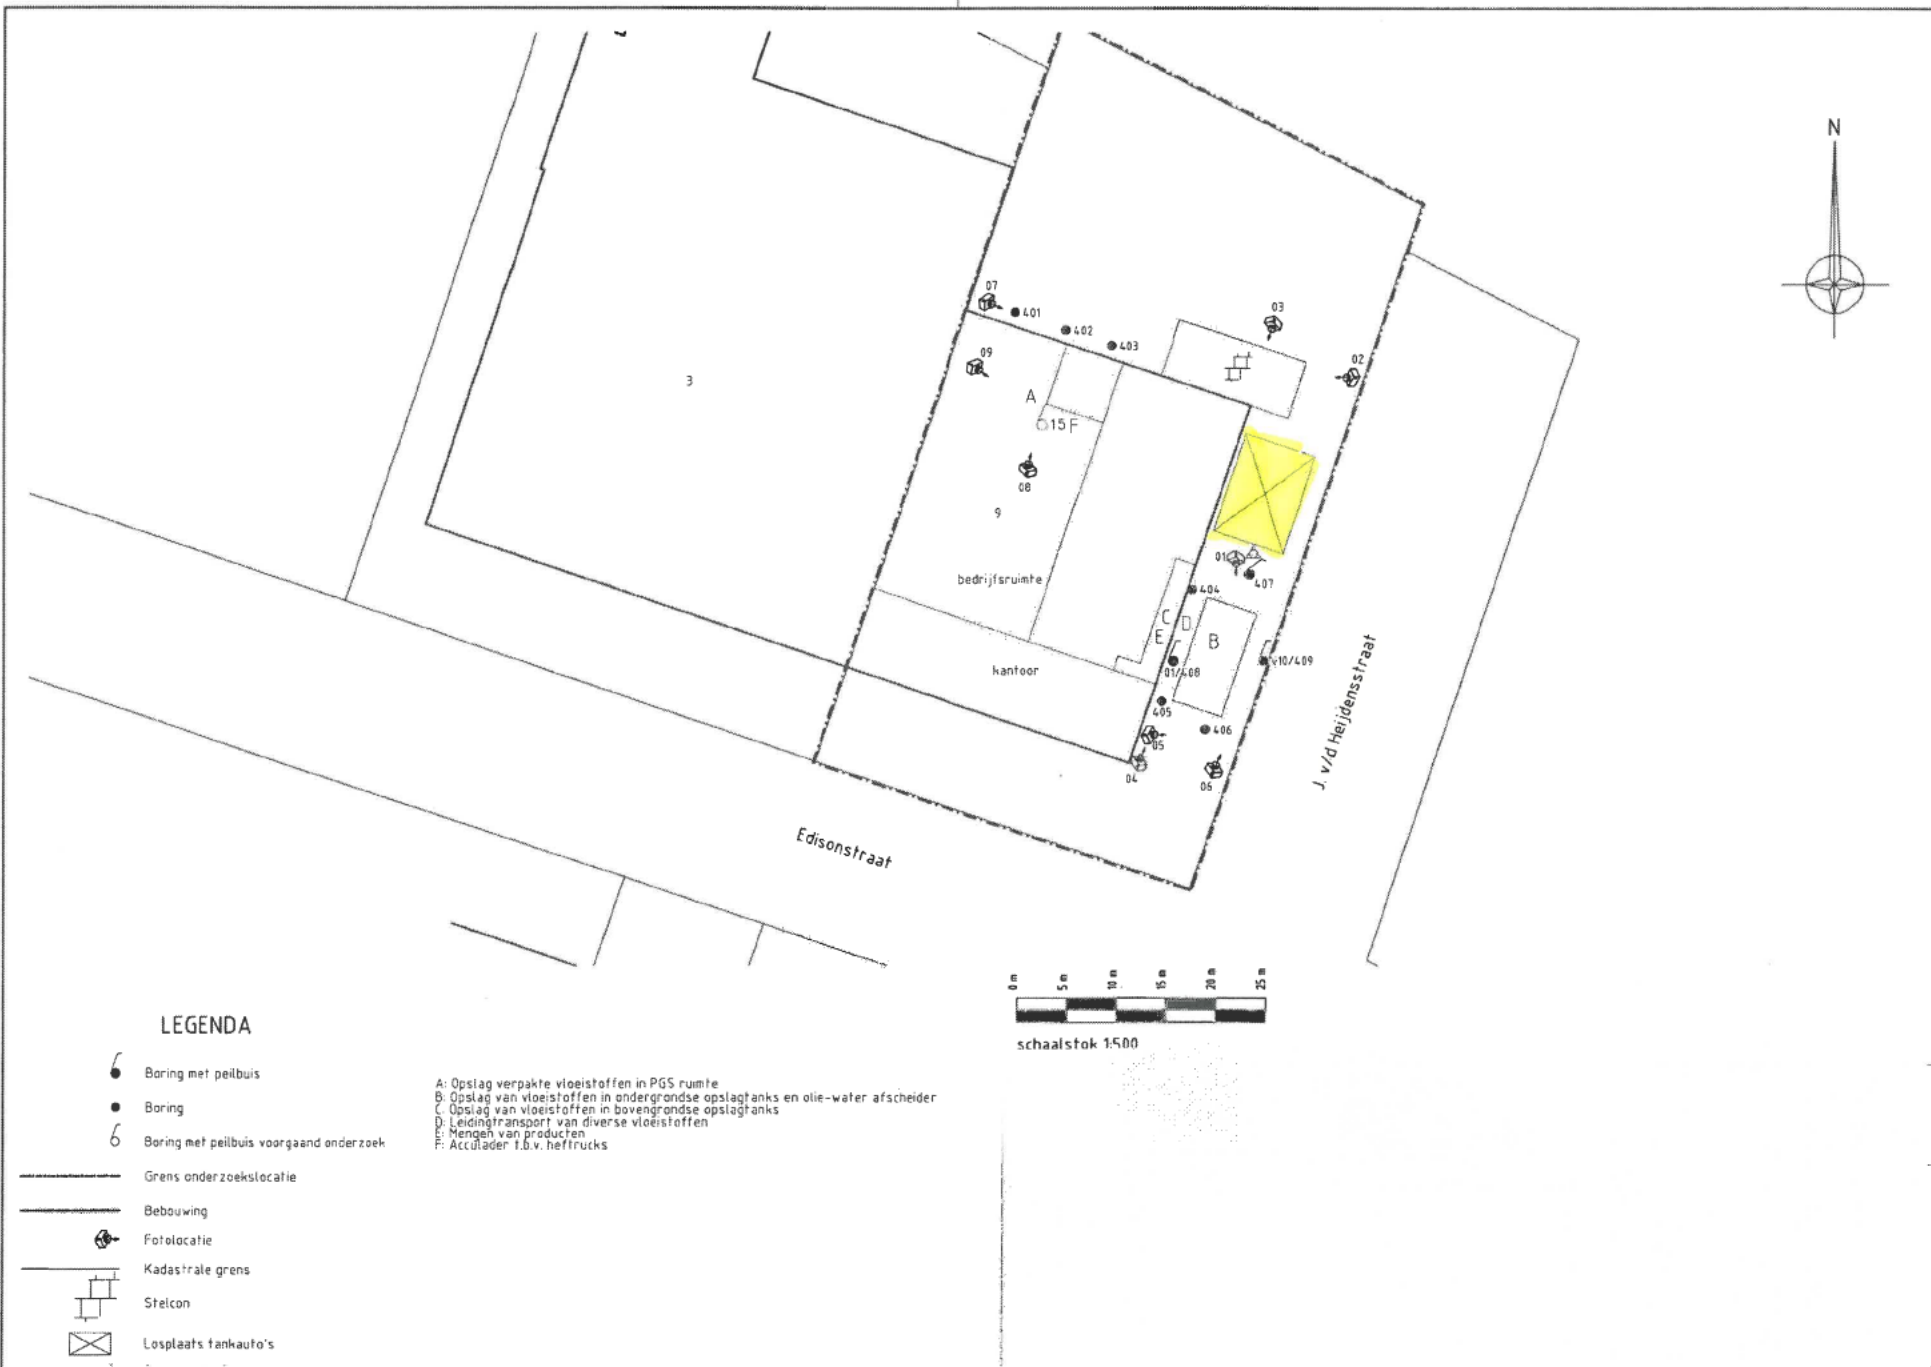 N
07
401
402
403
03
02
09
3
A
15 F
08
9
01
407
404
bedrijfsruimte
C
D
E
B
01/408
10/409
kantoor
405
406
05
04
06
J. v/d Heijdensstraat
Edisonstraat
0 m
5 m
10 m
15 m
20 m
25 m
schaalstok 1:500
LEGENDA
Boring met peilbuis
Boring
Boring met peilbuis voorgaand onderzoek
Grens onderzoekslocatie
Bebouwing
Fotolocatie
Kadastrale grens
Stelcon
Losplaats tankauto's
A: Opslag verpakte vloeistoffen in PGS ruimte
B: Opslag van vloeistoffen in ondergrondse opslagtanks en olie-water afscheider
C: Opslag van vloeistoffen in bovengrondse opslagtanks
D: Leidingtransport van diverse vloeistoffen
E: Mengen van producten
F: Acculader t.b.v. heftrucks